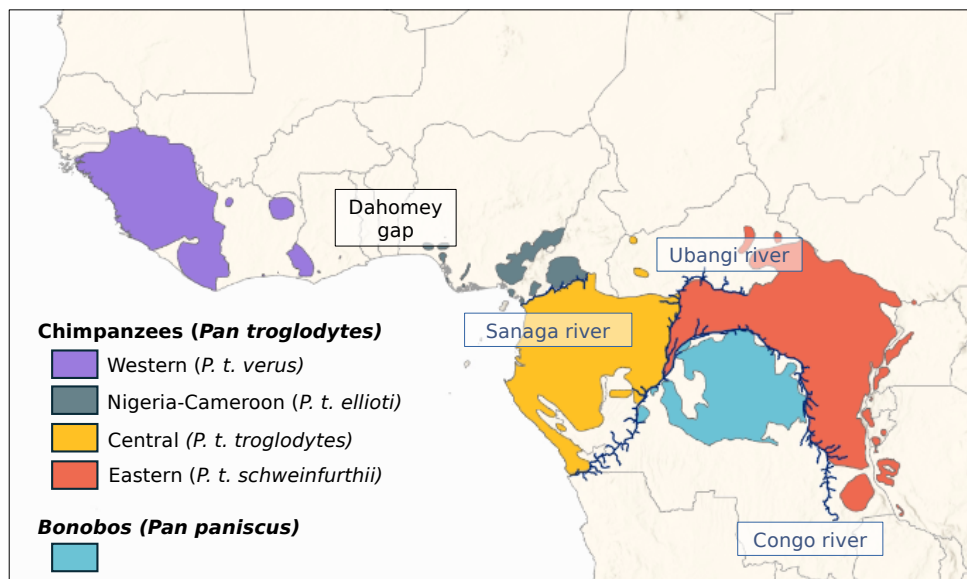 Dahomey
gap
Ubangi river
Sanaga river
Chimpanzees (Pan troglodytes)
Western (P. t. verus)
Nigeria-Cameroon (P. t. ellioti)
Central (P. t. troglodytes)
Eastern (P. t. schweinfurthii)
Bonobos (Pan paniscus)
Congo river